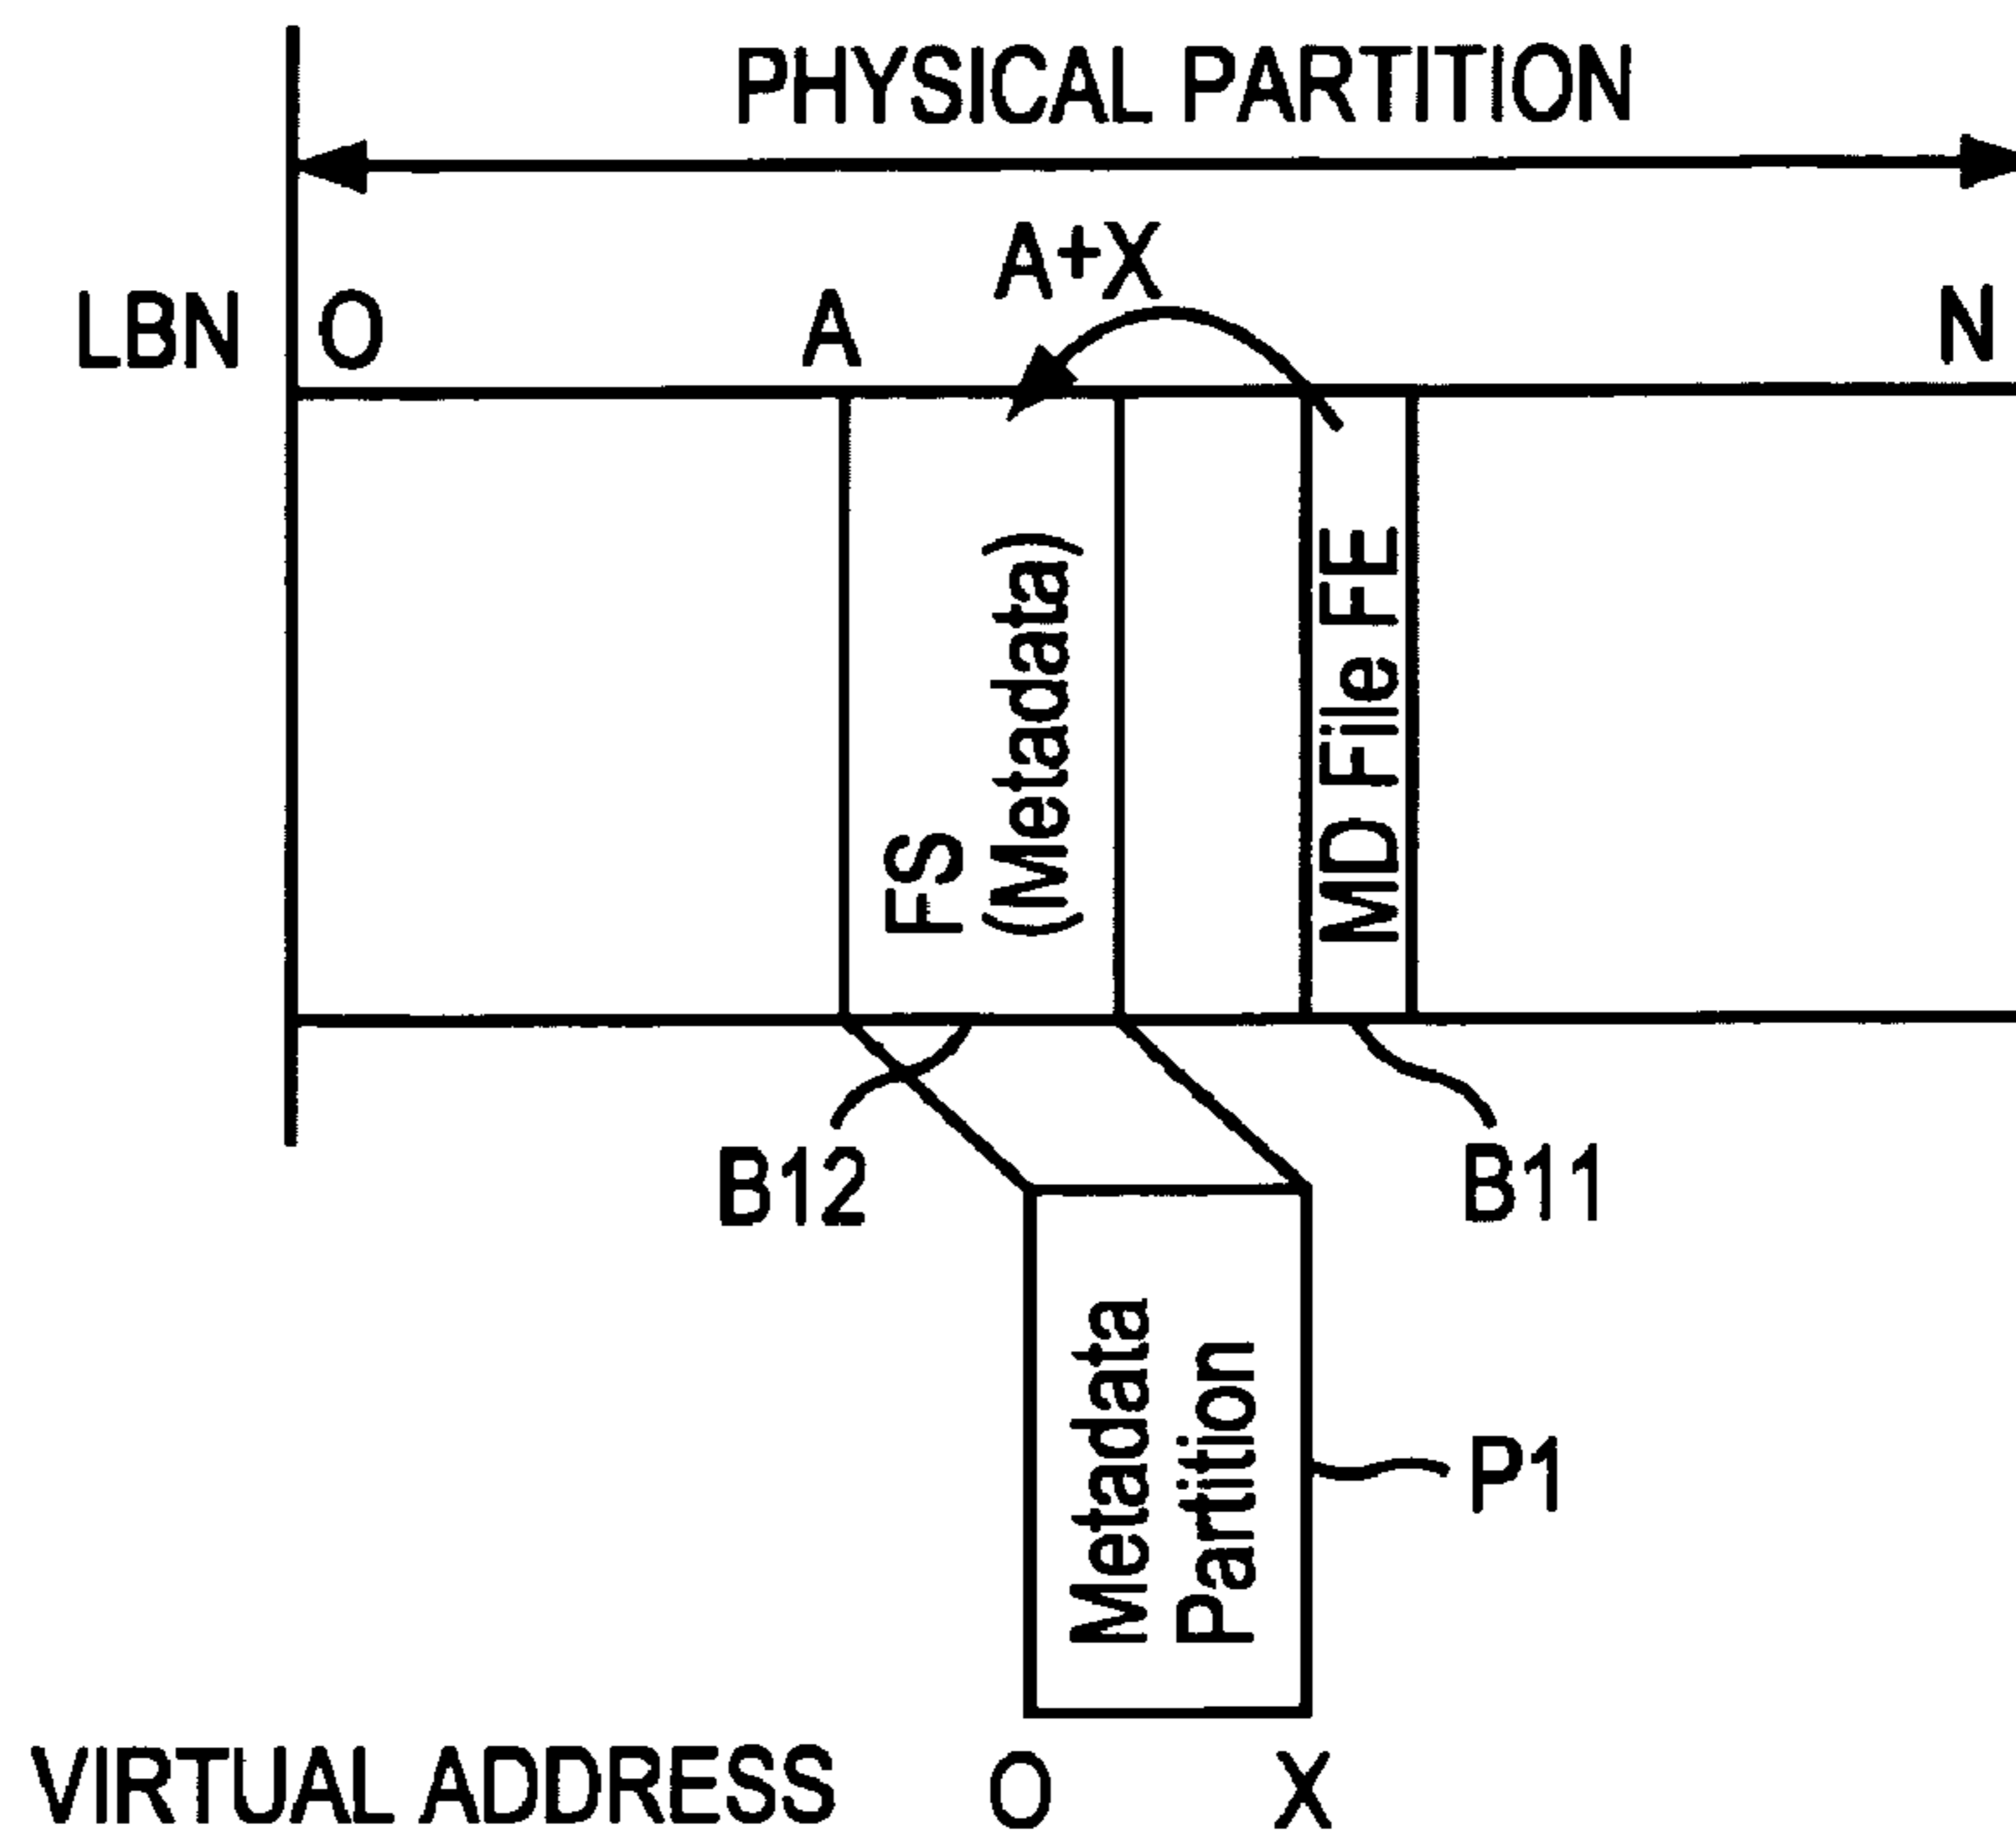 PHYSICAL PARTITION
A+X
LBN O A N
FS
(Metadata)
MD File FE
B12 B11
Metadata
Partition
P1
VIRTUAL ADDRESS O X